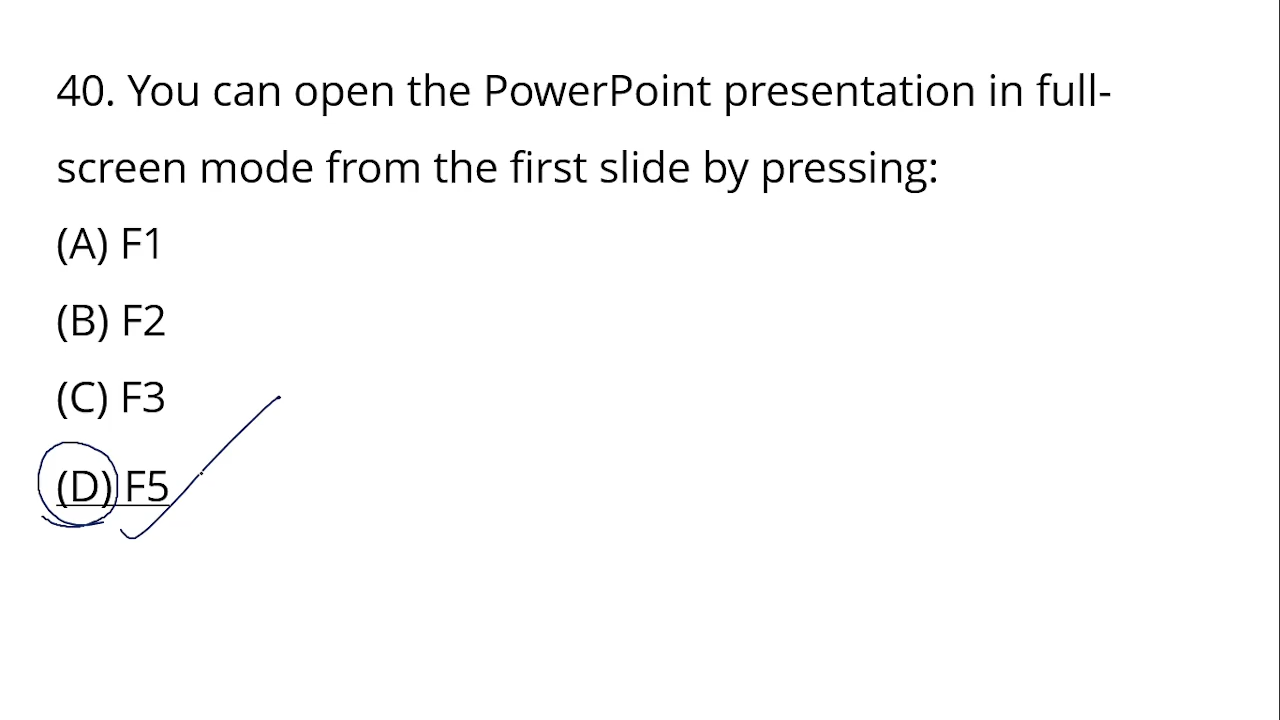 40. You can open the PowerPoint presentation in full-
screen mode from the first slide by pressing:
(A) F1
(B) F2
(C) F3
(D) F5